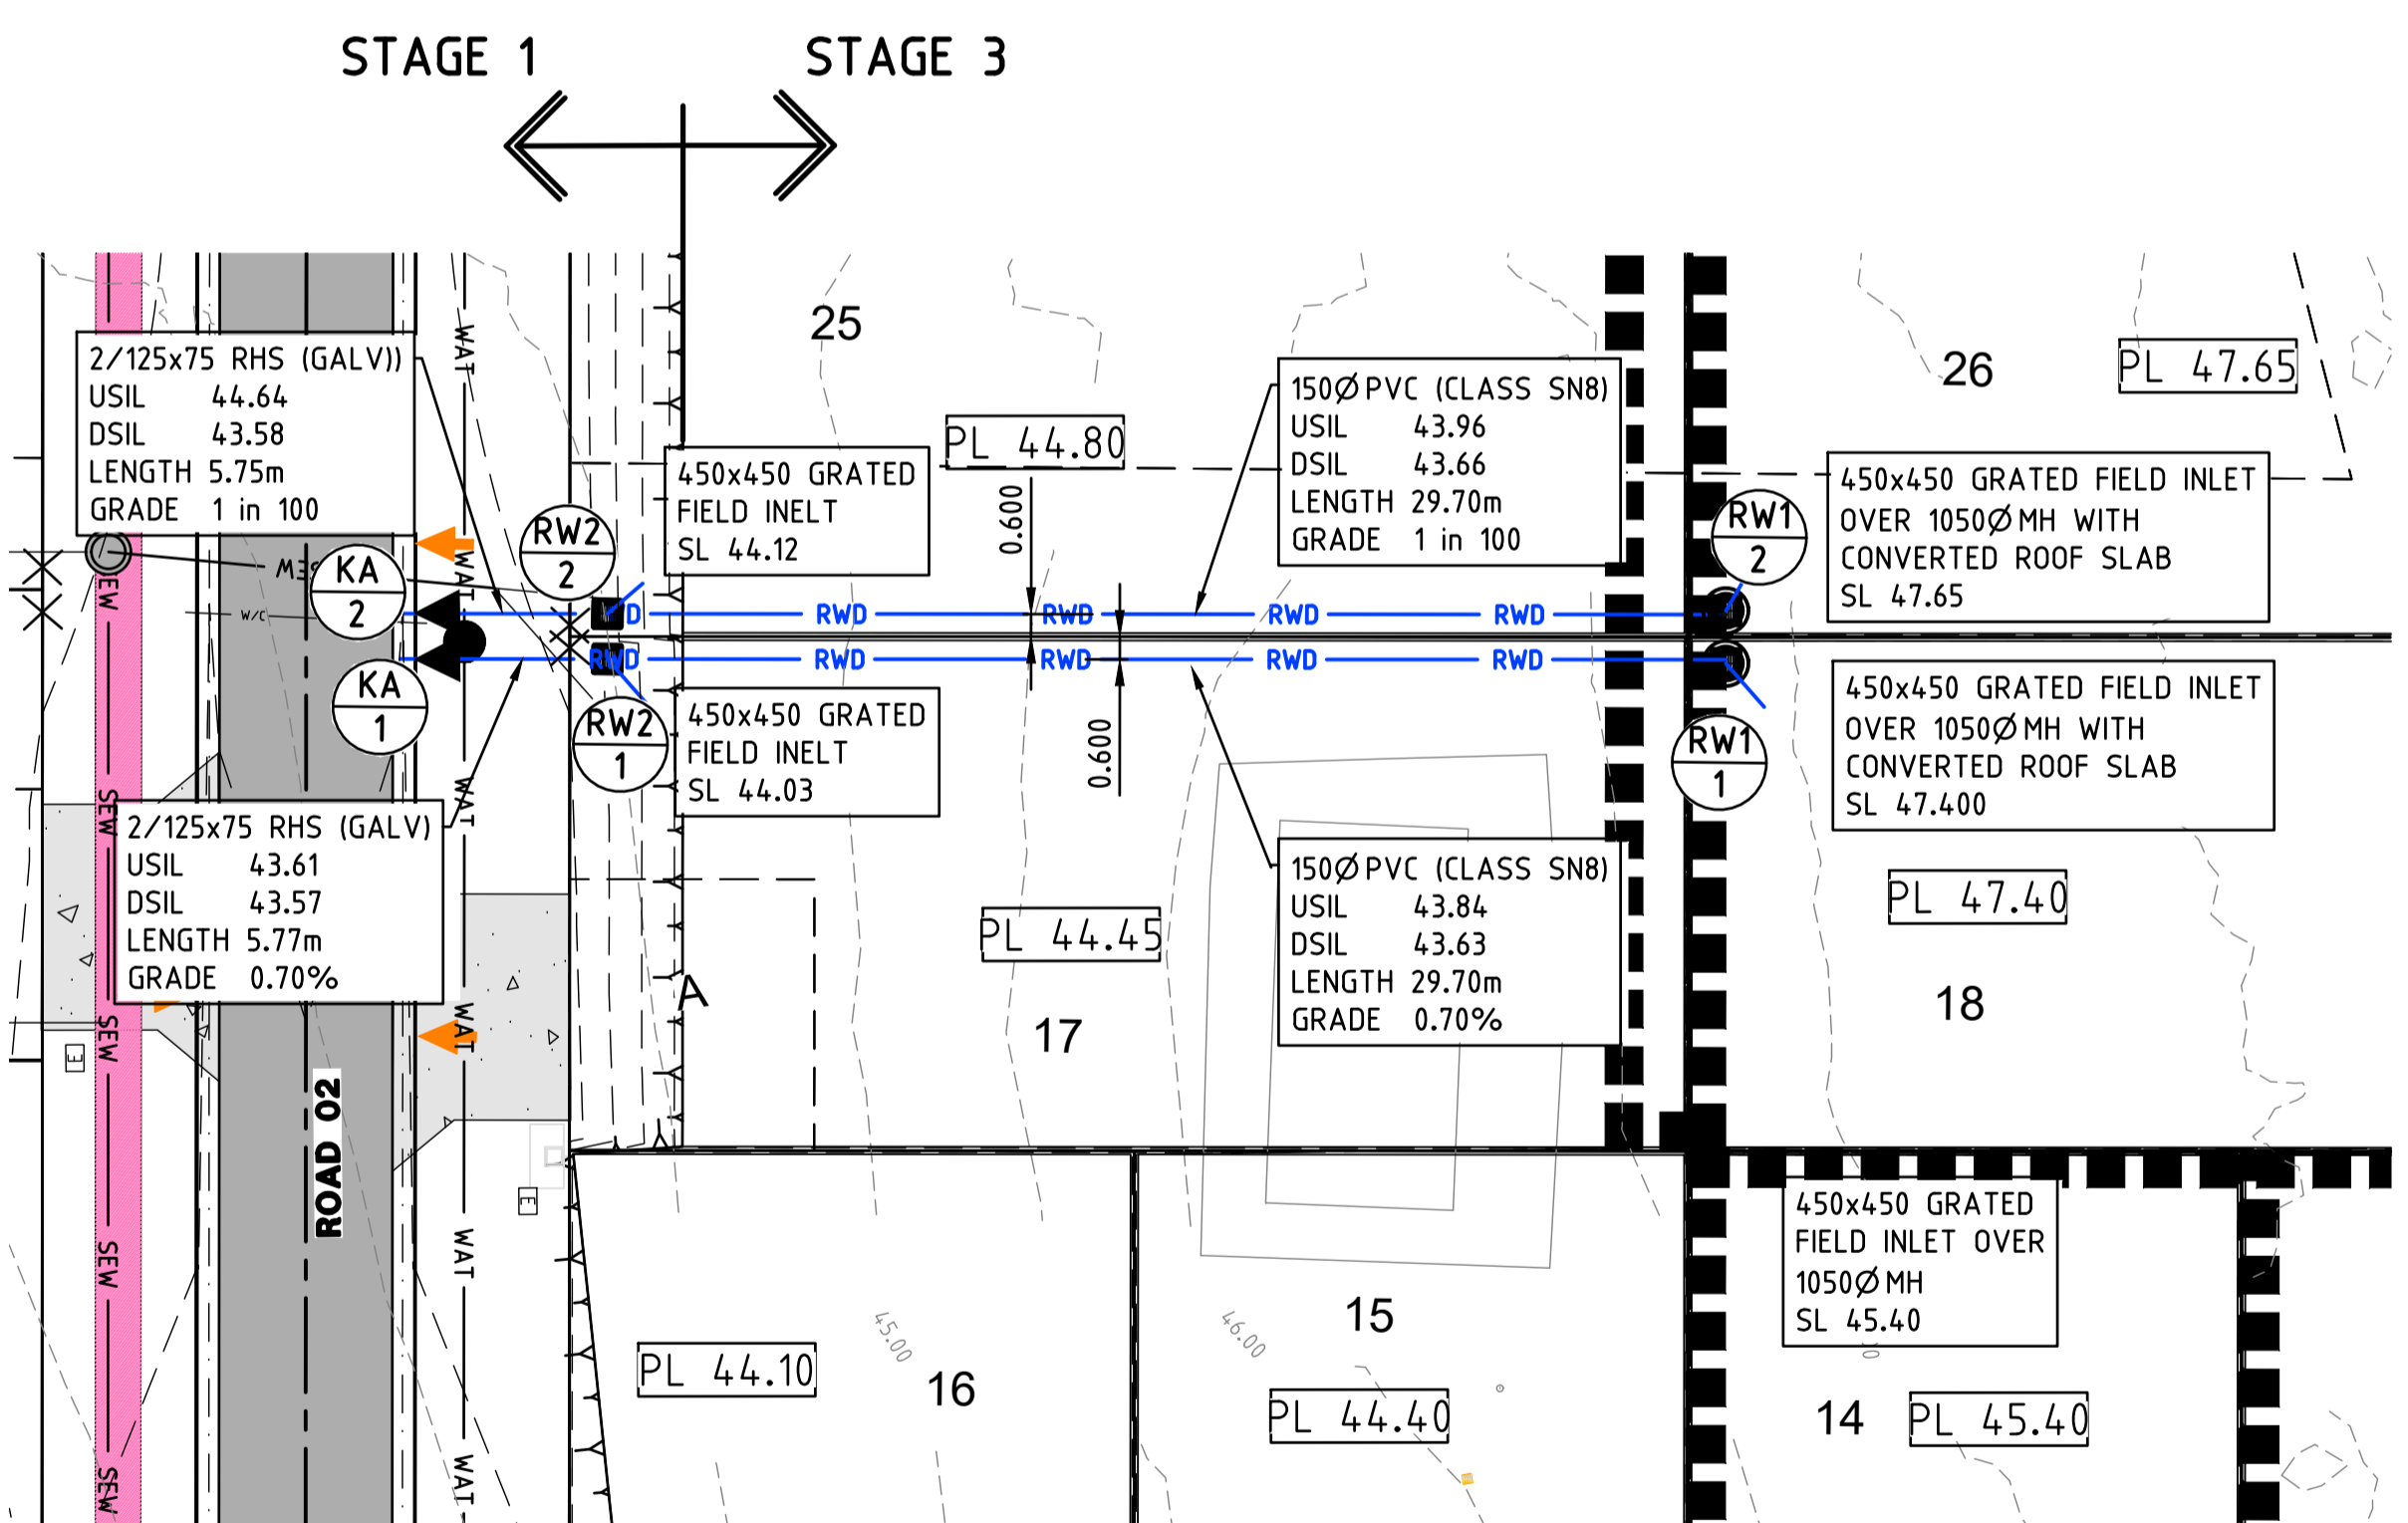 STAGE 1
STAGE 3
25
26
PL 47.65
2/125x75 RHS (GALV))
USIL 44.64
DSIL 43.58
LENGTH 5.75m
GRADE 1 in 100
WAT
PL 44.80
150Ø PVC (CLASS SN8)
USIL 43.96
DSIL 43.66
LENGTH 29.70m
GRADE 1 in 100
450x450 GRATED
FIELD INELT
SL 44.12
450x450 GRATED FIELD INLET
OVER 1050Ø MH WITH
CONVERTED ROOF SLAB
SL 47.65
0.600
RW2
2
RW1
2
KA
2
SEW
WAT
SEW
W/C
D
RWD
RWD
RWD
RWD
RWD
RWD
RWD
RWD
RWD
KA
1
RW2
1
RW1
1
450x450 GRATED
FIELD INELT
SL 44.03
0.600
450x450 GRATED FIELD INLET
OVER 1050Ø MH WITH
CONVERTED ROOF SLAB
SL 47.400
WAT
SEW
2/125x75 RHS (GALV)
USIL 43.61
DSIL 43.57
LENGTH 5.77m
GRADE 0.70%
150Ø PVC (CLASS SN8)
USIL 43.84
DSIL 43.63
LENGTH 29.70m
GRADE 0.70%
PL 44.45
PL 47.40
A
17
18
SEW
WAT
E
ROAD 02
E
SEW
WAT
450x450 GRATED
FIELD INLET OVER
1050Ø MH
SL 45.40
15
45.00
46.00
PL 44.10
16
PL 44.40
14
PL 45.40
SEW
WAT